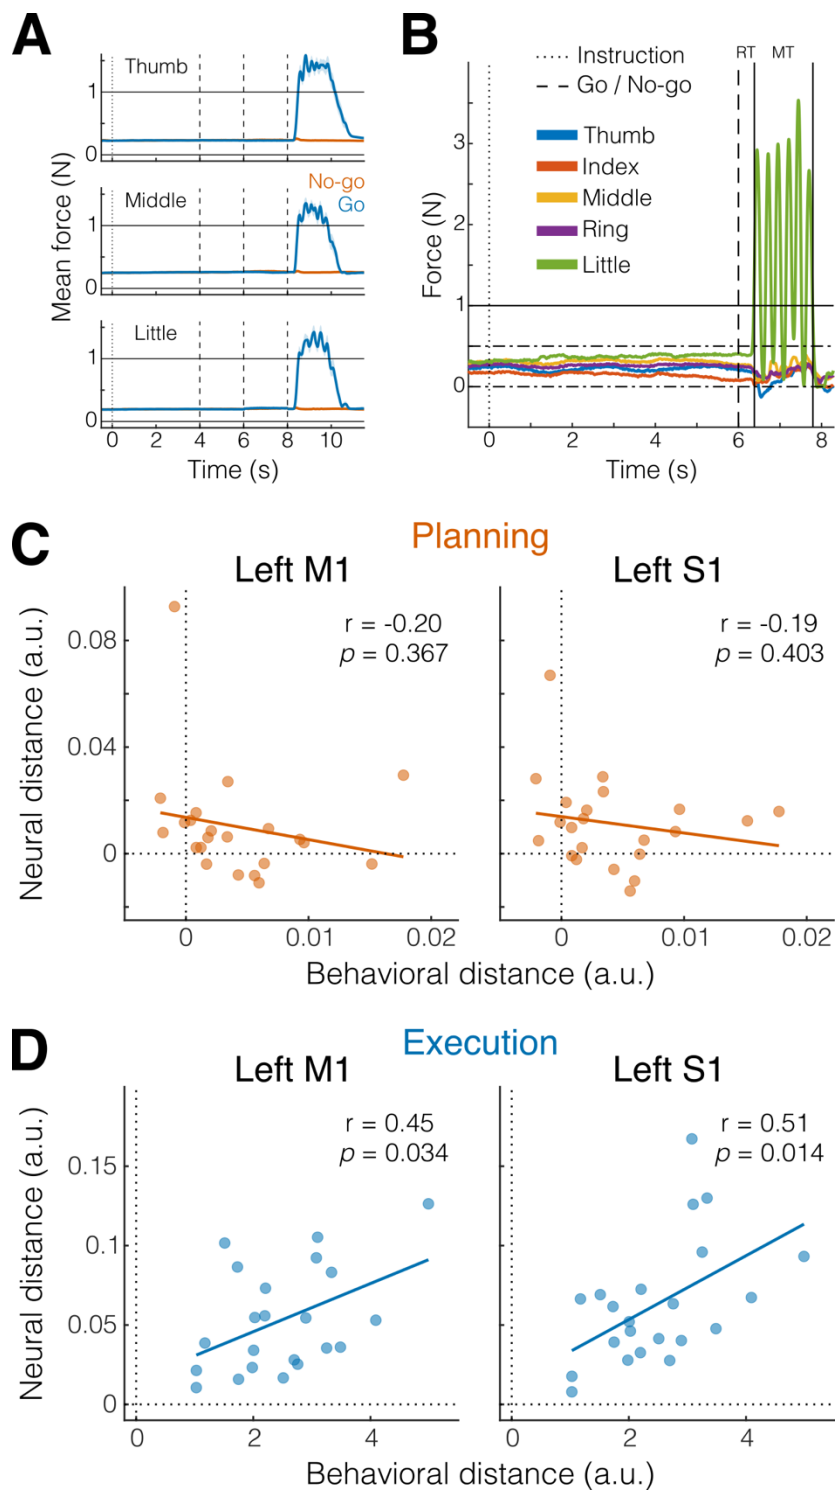 A
Thumb
1
0
Middle
No-go
Go
1
0
Little
1
0
Mean force (N)
0 2 4 6 8 10
Time (s)
B
Instruction
Go / No-go
RT MT
Thumb
Index
Middle
Ring
Little
3
2
1
0
Force (N)
0 2 4 6 8
Time (s)
C
Planning
Left M1
r = -0.20
p = 0.367
Left S1
r = -0.19
p = 0.403
0.08
0.04
0
Neural distance (a.u.)
0 0.01 0.02
0 0.01 0.02
Behavioral distance (a.u.)
D
Execution
Left M1
r = 0.45
p = 0.034
Left S1
r = 0.51
p = 0.014
0.15
0.1
0.05
0
Neural distance (a.u.)
0 2 4
0 2 4
Behavioral distance (a.u.)